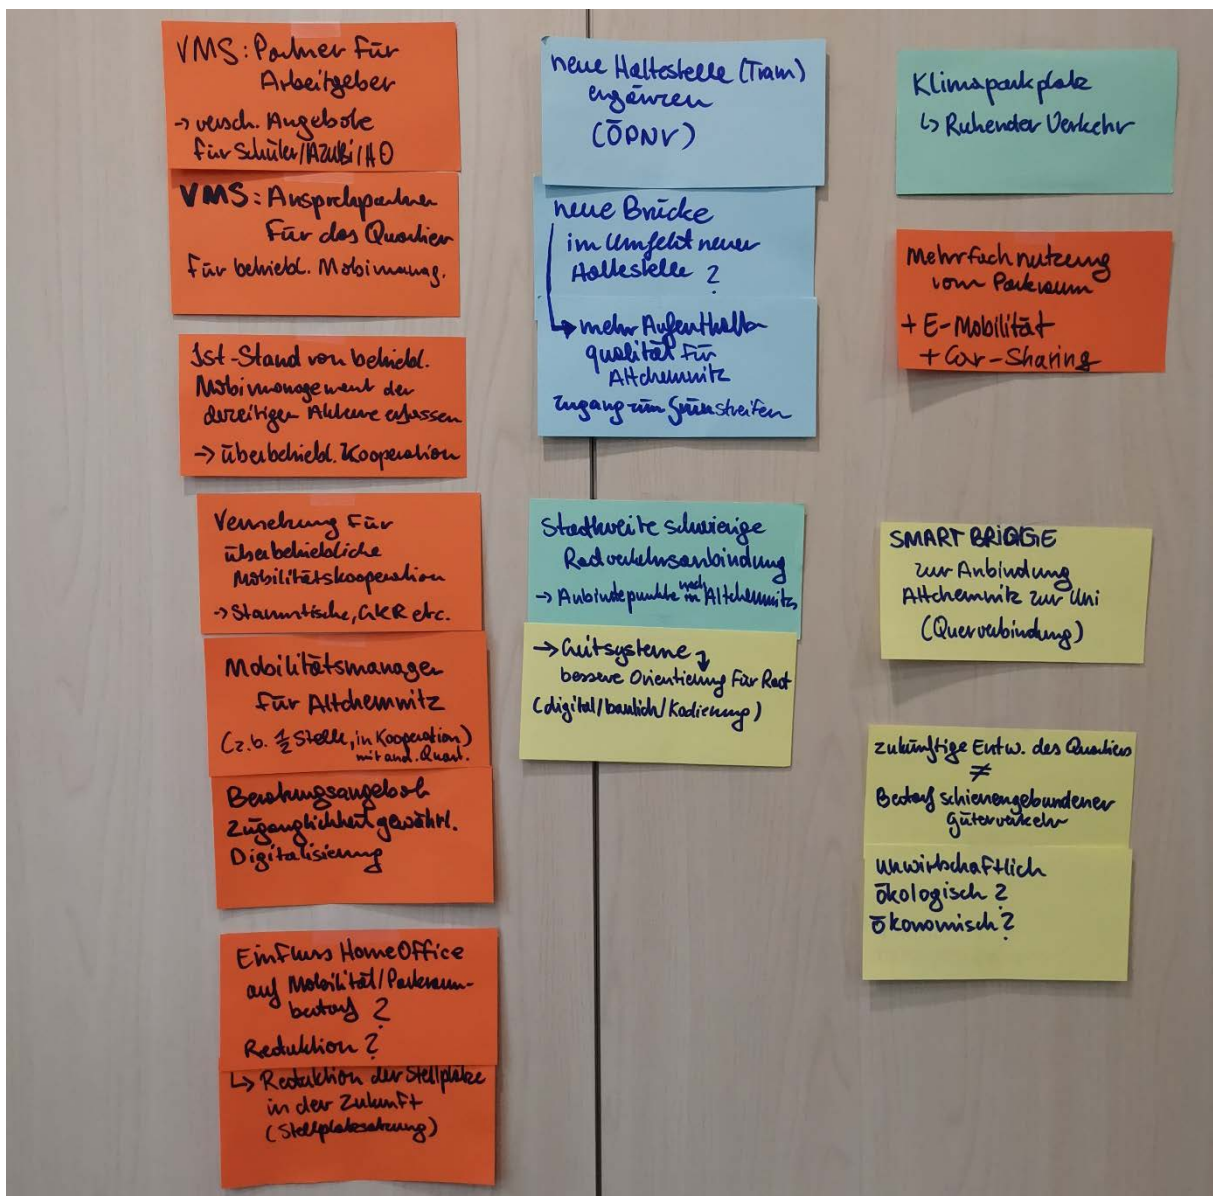 VMS: Partner für
Arbeitgeber
→ versch. Angebote
für Schüler/AZUBI/AO
VMS: Ansprechpartner
für das Quartier
für betriebl. Mobimanag.
Ist-Stand von betriebl.
Mobimanagement der
derzeitigen Akteure erfassen
→ überbetriebl. Kooperation
Vernetzung für
überbetriebliche
Mobilitätskooperation
→ Stammtische, GKR etc.
Mobilitätsmanager
für Altchemnitz
(z.b. 1/2 Stelle, in Kooperation)
mit and. Quart.
Beratungsangebot
Zugänglichkeit gewährl.
Digitalisierung
Einfluss HomeOffice
auf Mobilität/Parkraum-
bedarf ?
Reduktion ?
↳ Reduktion der Stellplätze
in der Zukunft
(Stellplatzsatzung)
neue Haltestelle (Tram)
ergänzen
(ÖPNV)
neue Brücke
im Umfeld neuer
Haltestelle ?
→ mehr Aufenthalts-
qualität für
Altchemnitz
Zugang zum Grünstreifen
Stadtweite schwierige
Radverkehrsanbindung
→ Anbindepunkte nach/in Altchemnitz
→ Leitsysteme
bessere Orientierung für Rad
(digital/baulich/Kodierung)
Klimaparkplatz
↳ Ruhender Verkehr
Mehrfachnutzung
vom Parkraum
+ E-Mobilität
+ Car-Sharing
SMART BRIDGE
zur Anbindung
Altchemnitz zur Uni
(Querverbindung)
zukünftige Entw. des Quartiers
≠
Bedarf schienengebundener
Güterverkehr
unwirtschaftlich
ökologisch ?
ökonomisch ?